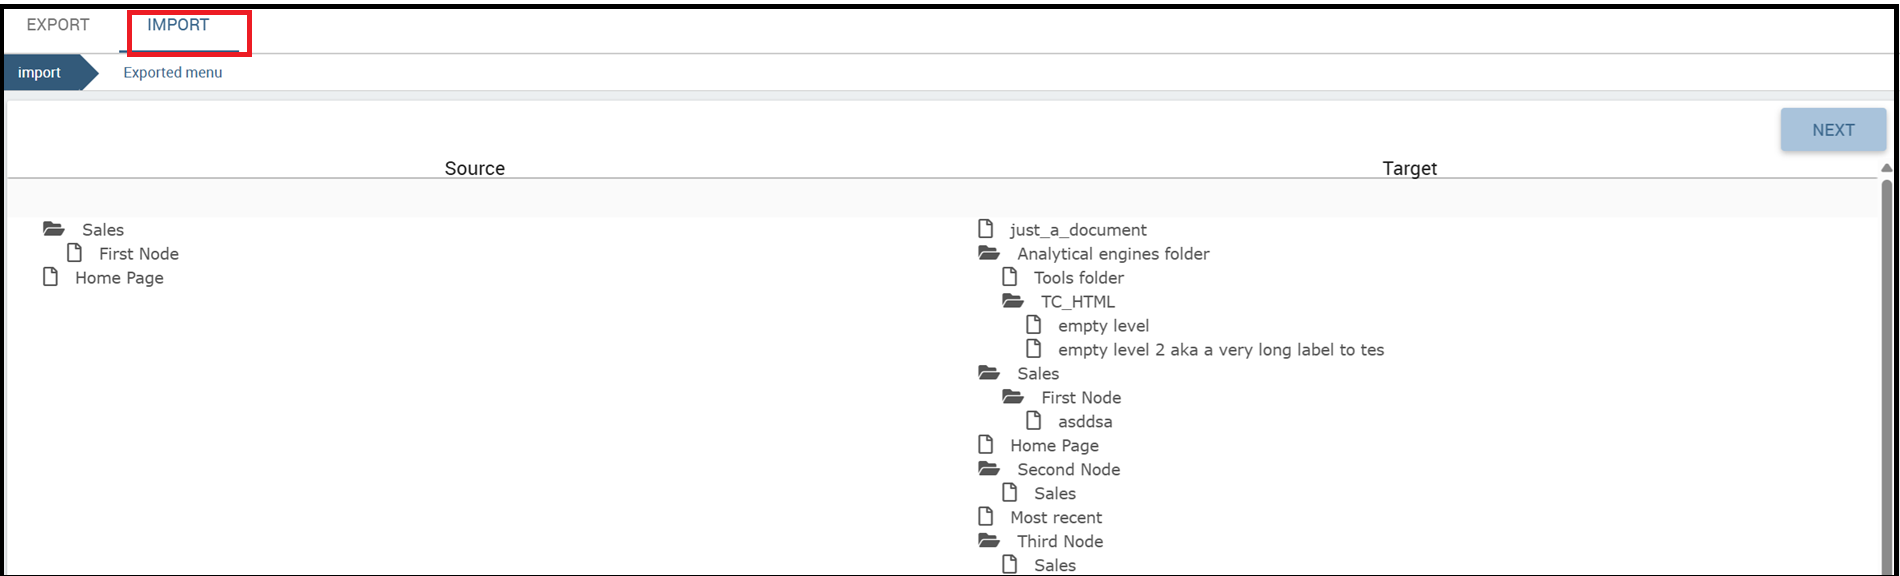 EXPORT IMPORT
import Exported menu
NEXT
Source Target
Sales
First Node
Home Page
just_a_document
Analytical engines folder
Tools folder
TC_HTML
empty level
empty level 2 aka a very long label to tes
Sales
First Node
asddsa
Home Page
Second Node
Sales
Most recent
Third Node
Sales